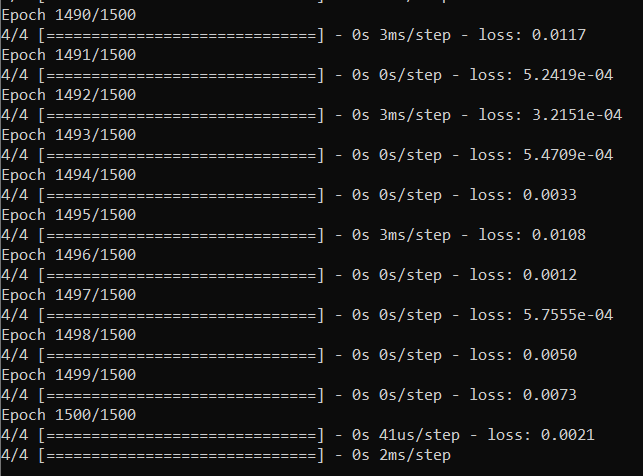 Epoch 1490/1500
4/4 [==============================] - 0s 3ms/step - loss: 0.0117
Epoch 1491/1500
4/4 [==============================] - 0s 0s/step - loss: 5.2419e-04
Epoch 1492/1500
4/4 [==============================] - 0s 3ms/step - loss: 3.2151e-04
Epoch 1493/1500
4/4 [==============================] - 0s 0s/step - loss: 5.4709e-04
Epoch 1494/1500
4/4 [==============================] - 0s 0s/step - loss: 0.0033
Epoch 1495/1500
4/4 [==============================] - 0s 3ms/step - loss: 0.0108
Epoch 1496/1500
4/4 [==============================] - 0s 0s/step - loss: 0.0012
Epoch 1497/1500
4/4 [==============================] - 0s 0s/step - loss: 5.7555e-04
Epoch 1498/1500
4/4 [==============================] - 0s 0s/step - loss: 0.0050
Epoch 1499/1500
4/4 [==============================] - 0s 0s/step - loss: 0.0073
Epoch 1500/1500
4/4 [==============================] - 0s 41us/step - loss: 0.0021
4/4 [==============================] - 0s 2ms/step